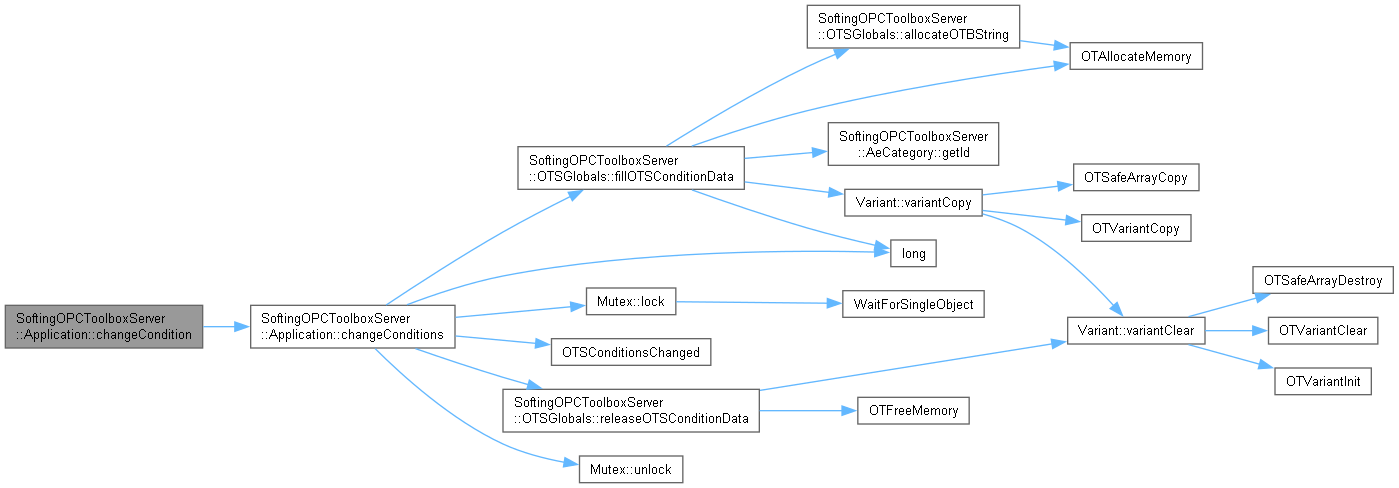 SoftingOPCToolboxServer
::Application::changeCondition
SoftingOPCToolboxServer
::Application::changeConditions
SoftingOPCToolboxServer
::OTSGlobals::fillOTSConditionData
SoftingOPCToolboxServer
::OTSGlobals::allocateOTBString
OTAllocateMemory
SoftingOPCToolboxServer
::AeCategory::getId
Variant::variantCopy
OTSafeArrayCopy
OTVariantCopy
long
Mutex::lock
WaitForSingleObject
OTSConditionsChanged
OTSafeArrayDestroy
Variant::variantClear
OTVariantClear
OTVariantInit
SoftingOPCToolboxServer
::OTSGlobals::releaseOTSConditionData
OTFreeMemory
Mutex::unlock